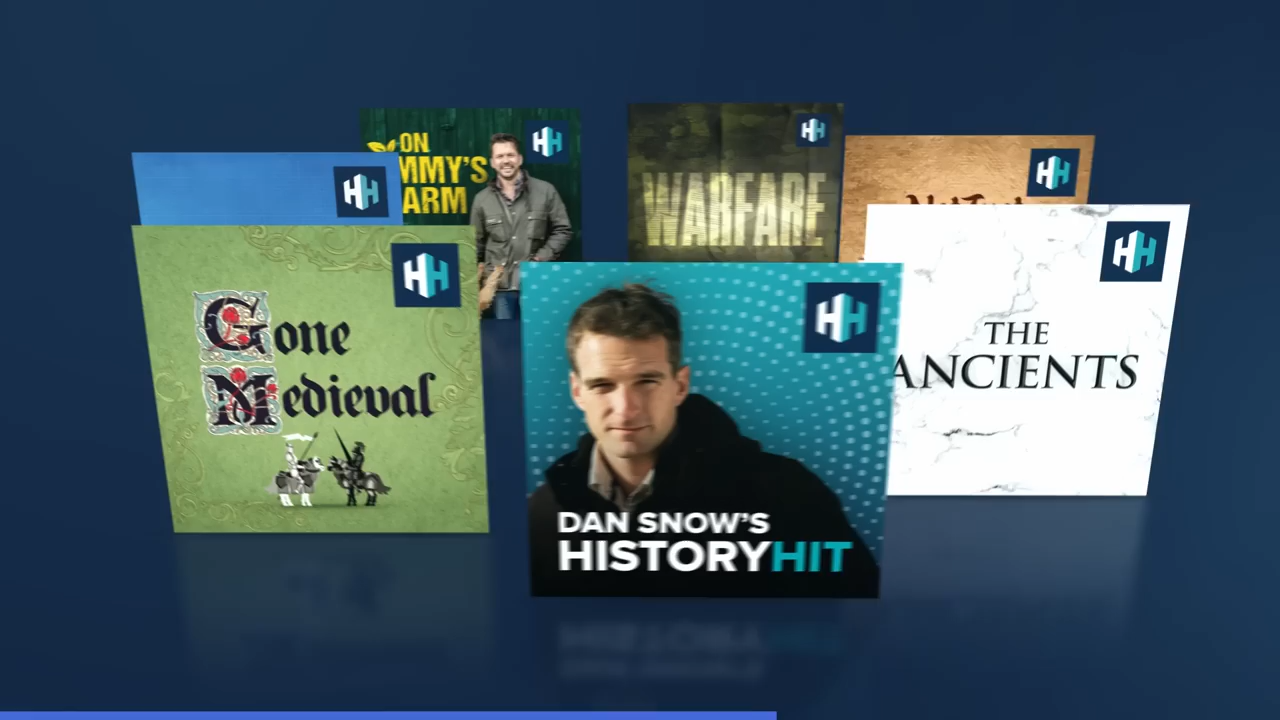 ON
MMY'S
ARM
WARFARE
Gone
Medieval
THE
ANCIENTS
DAN SNOW'S
HISTORYHIT